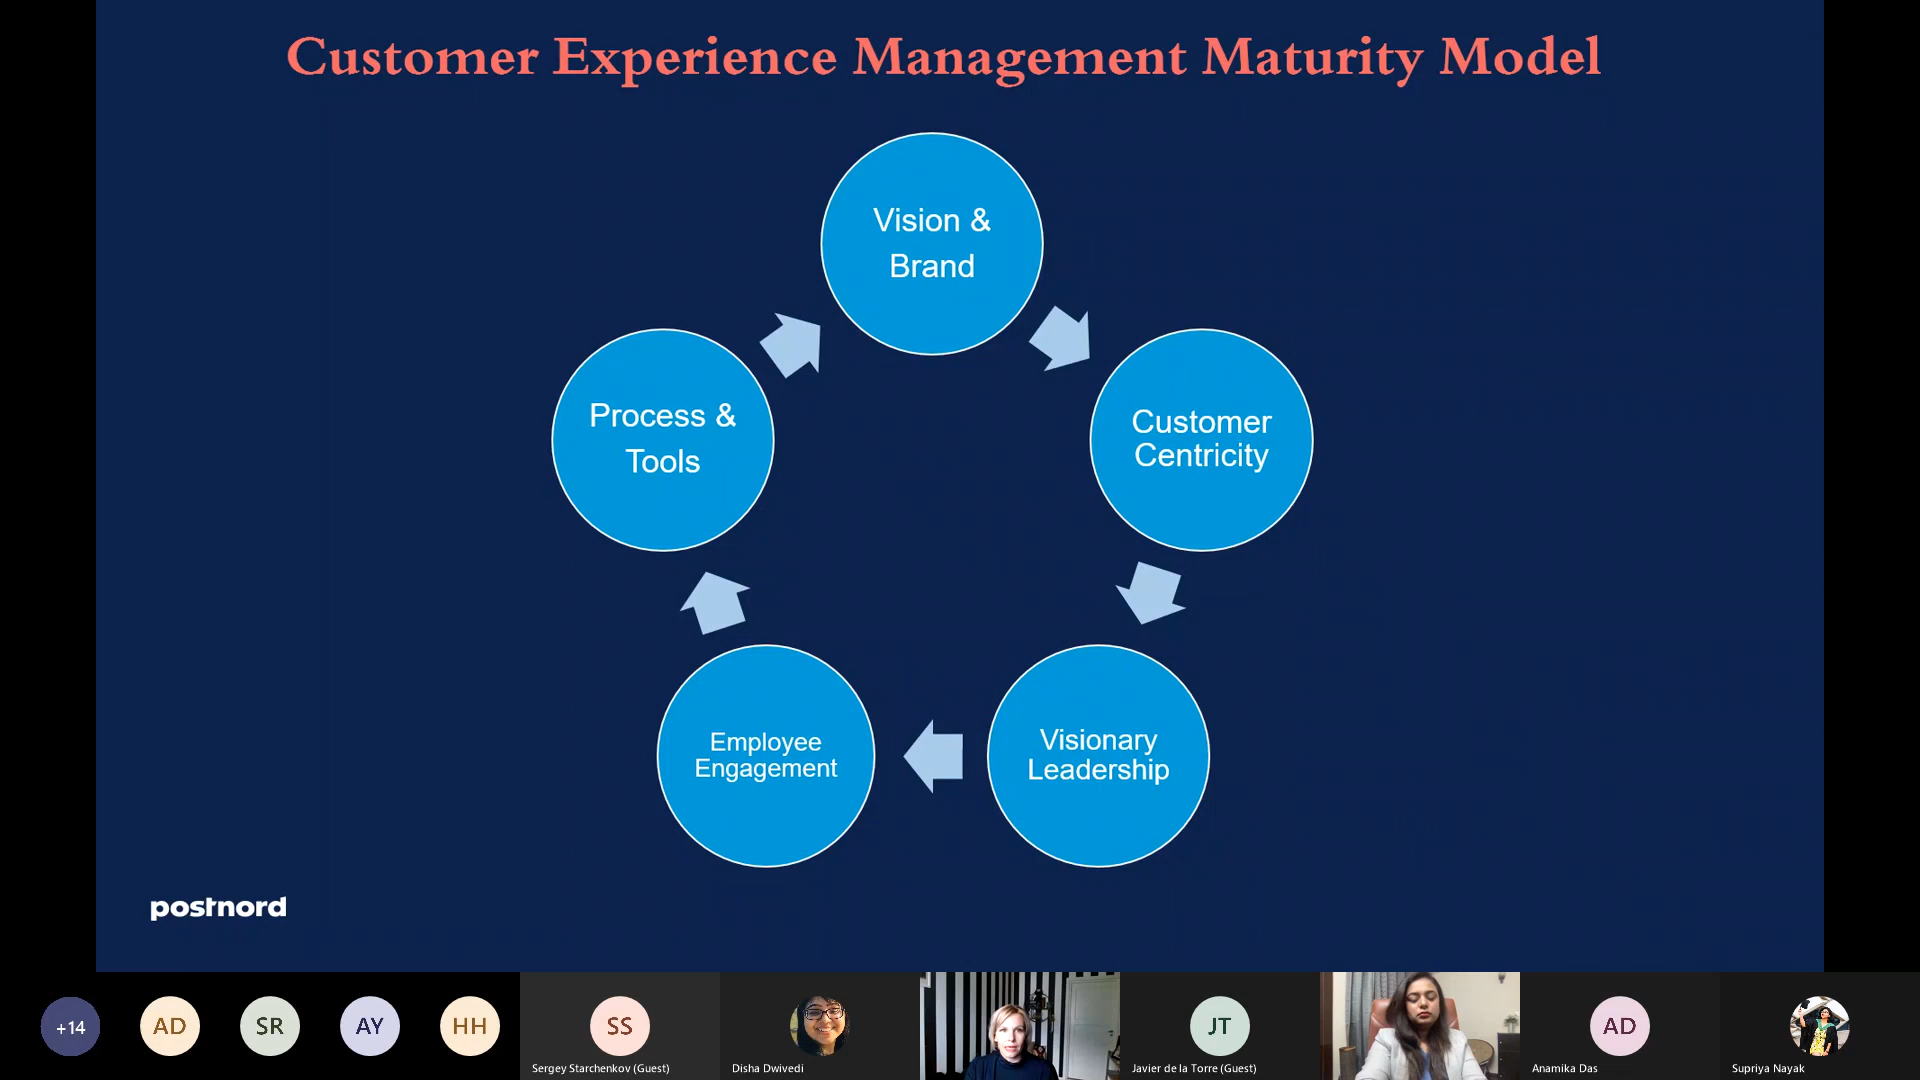 Customer Experience Management Maturity Model
Vision &
Brand
Customer
Centricity
Visionary
Leadership
Employee
Engagement
Process &
Tools
postnord
+14
AD
SR
AY
HH
SS
Sergey Starchenkov (Guest)
Disha Dwivedi
JT
Javier de la Torre (Guest)
AD
Anamika Das
Supriya Nayak